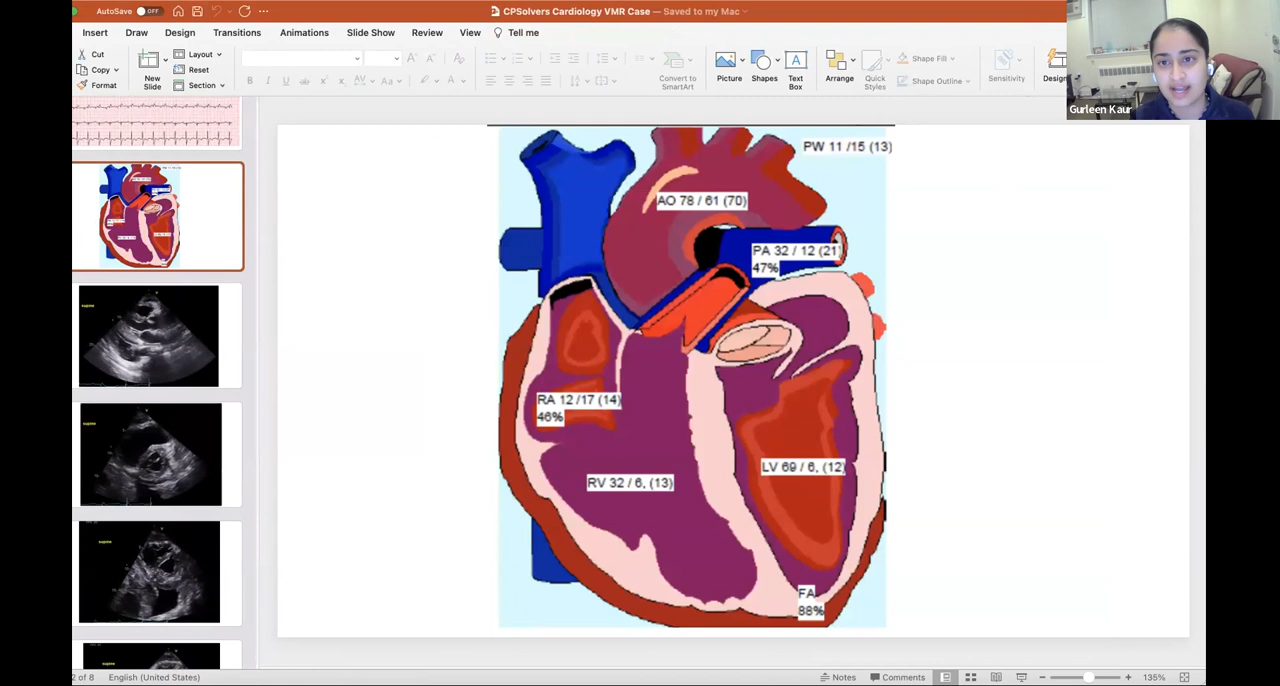 AutoSave OFF
CPSolvers Cardiology VMR Case — Saved to my Mac
Insert Draw Design Transitions Animations Slide Show Review View Tell me
Cut
Copy
Format
New
Slide
Layout
Reset
Section
Convert to
SmartArt
Picture
Shapes
Text
Box
Arrange
Quick
Styles
Shape Fill
Shape Outline
Sensitivity
Design
Gurleen Kaur
PW 11 /15 (13)
AO 78 / 61 (70)
PA 32 / 12 (21)
47%
RA 12 /17 (14)
46%
LV 69 / 6, (12)
RV 32 / 6, (13)
FA
88%
2 of 8 English (United States)
Notes Comments 135%